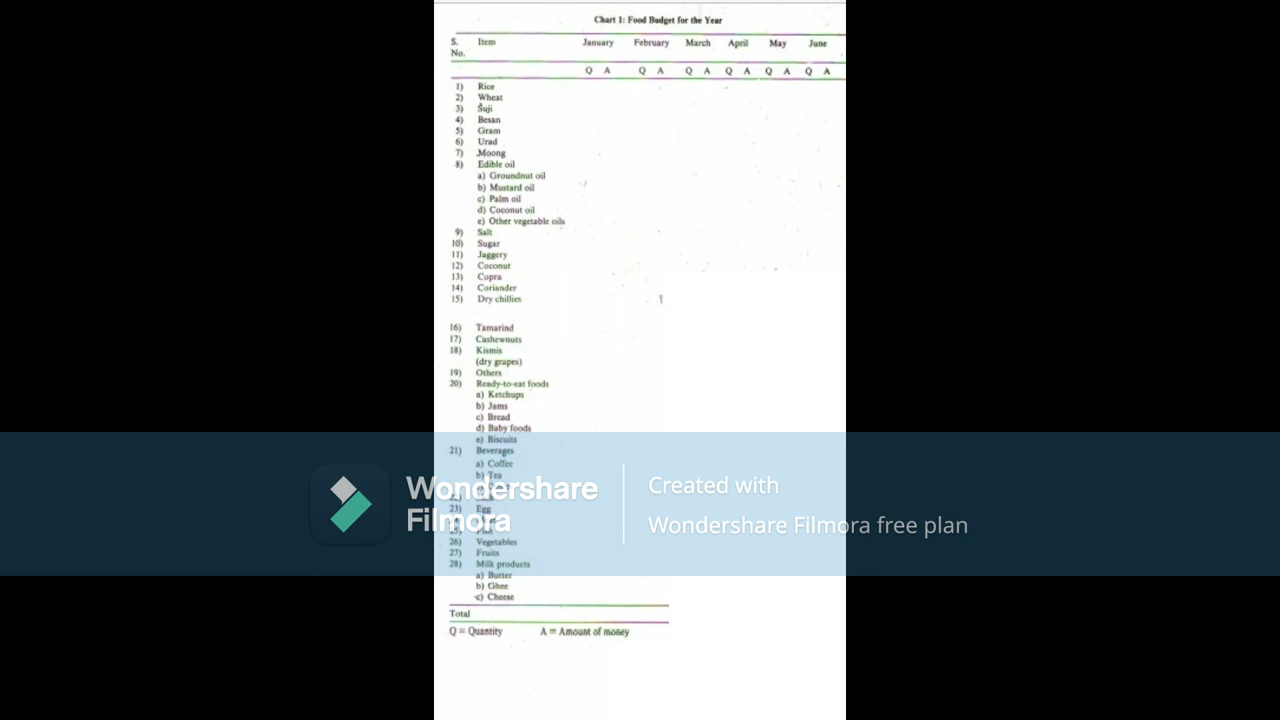 Chart 1: Food Budget for the Year
S. No. Item January February March April May June
Q A Q A Q A Q A Q A Q A
1) Rice
2) Wheat
3) Suji
4) Besan
5) Gram
6) Urad
7) Moong
8) Edible oil
a) Groundnut oil
b) Mustard oil
c) Palm oil
d) Coconut oil
e) Other vegetable oils
9) Salt
10) Sugar
11) Jaggery
12) Coconut
13) Copra
14) Coriander
15) Dry chillies
16) Tamarind
17) Cashewnuts
18) Kismis
(dry grapes)
19) Others
20) Ready-to-eat foods
a) Ketchups
b) Jams
c) Bread
d) Baby foods
e) Biscuits
21) Beverages
a) Coffee
b) Tea
23) Egg
26) Vegetables
27) Fruits
28) Milk products
a) Butter
b) Ghee
c) Cheese
Total
Q = Quantity A = Amount of money
Wondershare
Filmora
Created with
Wondershare Filmora free plan